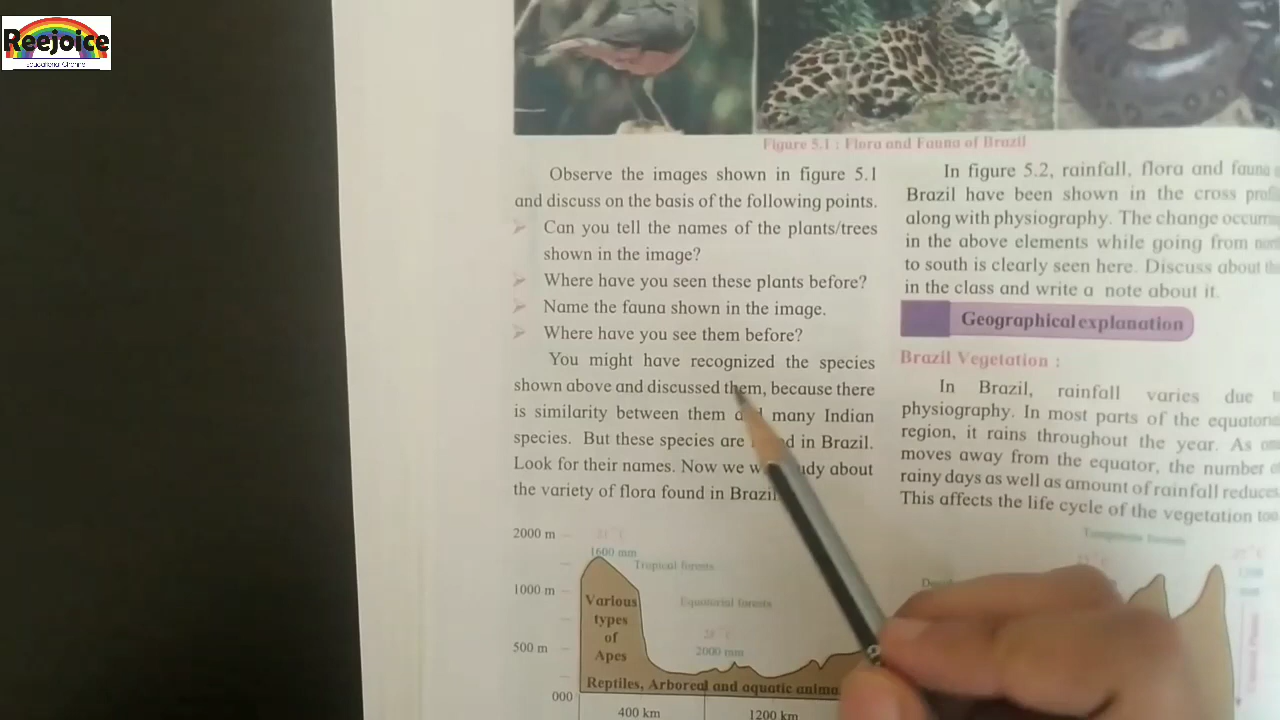 Reejoice
Educational Channel
Figure 5.1 : Flora and Fauna of Brazil
Observe the images shown in figure 5.1
and discuss on the basis of the following points.
➢ Can you tell the names of the plants/trees
shown in the image?
➢ Where have you seen these plants before?
➢ Name the fauna shown in the image.
➢ Where have you see them before?
You might have recognized the species
shown above and discussed them, because there
is similarity between them and many Indian
species. But these species are in Brazil.
Look for their names. Now we study about
the variety of flora found in Brazil
In figure 5.2, rainfall, flora and fauna
Brazil have been shown in the cross
along with physiography. The change
in the above elements while going from
to south is clearly seen here. Discuss about
in the class and write a note about it.
Geographical explanation
Brazil Vegetation :
In Brazil, rainfall varies due
physiography. In most parts of the
region, it rains throughout the year. As
moves away from the equator, the number
rainy days as well as amount of rainfall reduces
This affects the life cycle of the vegetation
2000 m
1600 mm
Tropical forests
1000 m
Equatorial forests
Various
types
of
Apes
500 m
2000 mm
Reptiles, Arboreal and aquatic
000
400 km
1200 km
Temperate forests